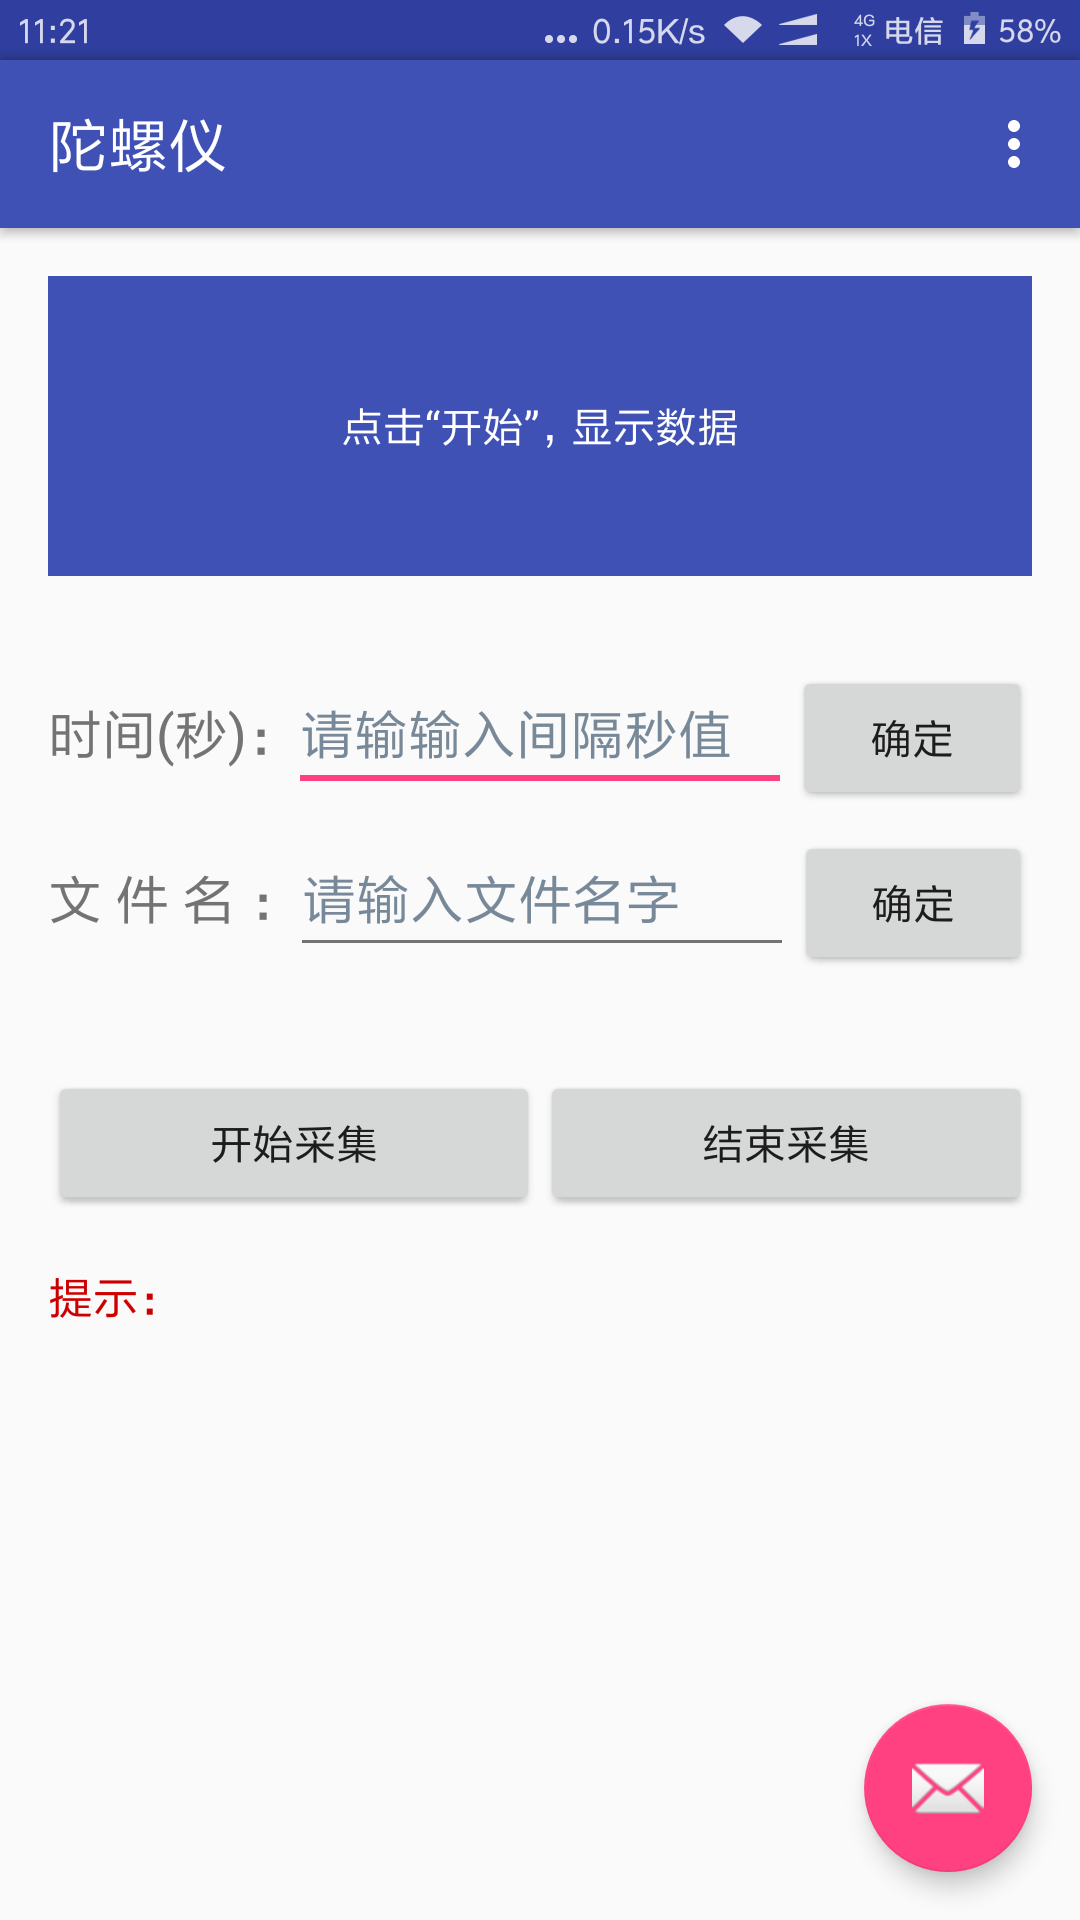 11:21 ... 0.15K/s 4G 1X 电信 58%
陀螺仪
点击“开始”，显示数据
时间(秒)： 请输输入间隔秒值 确定
文 件 名 ： 请输入文件名字 确定
开始采集 结束采集
提示：